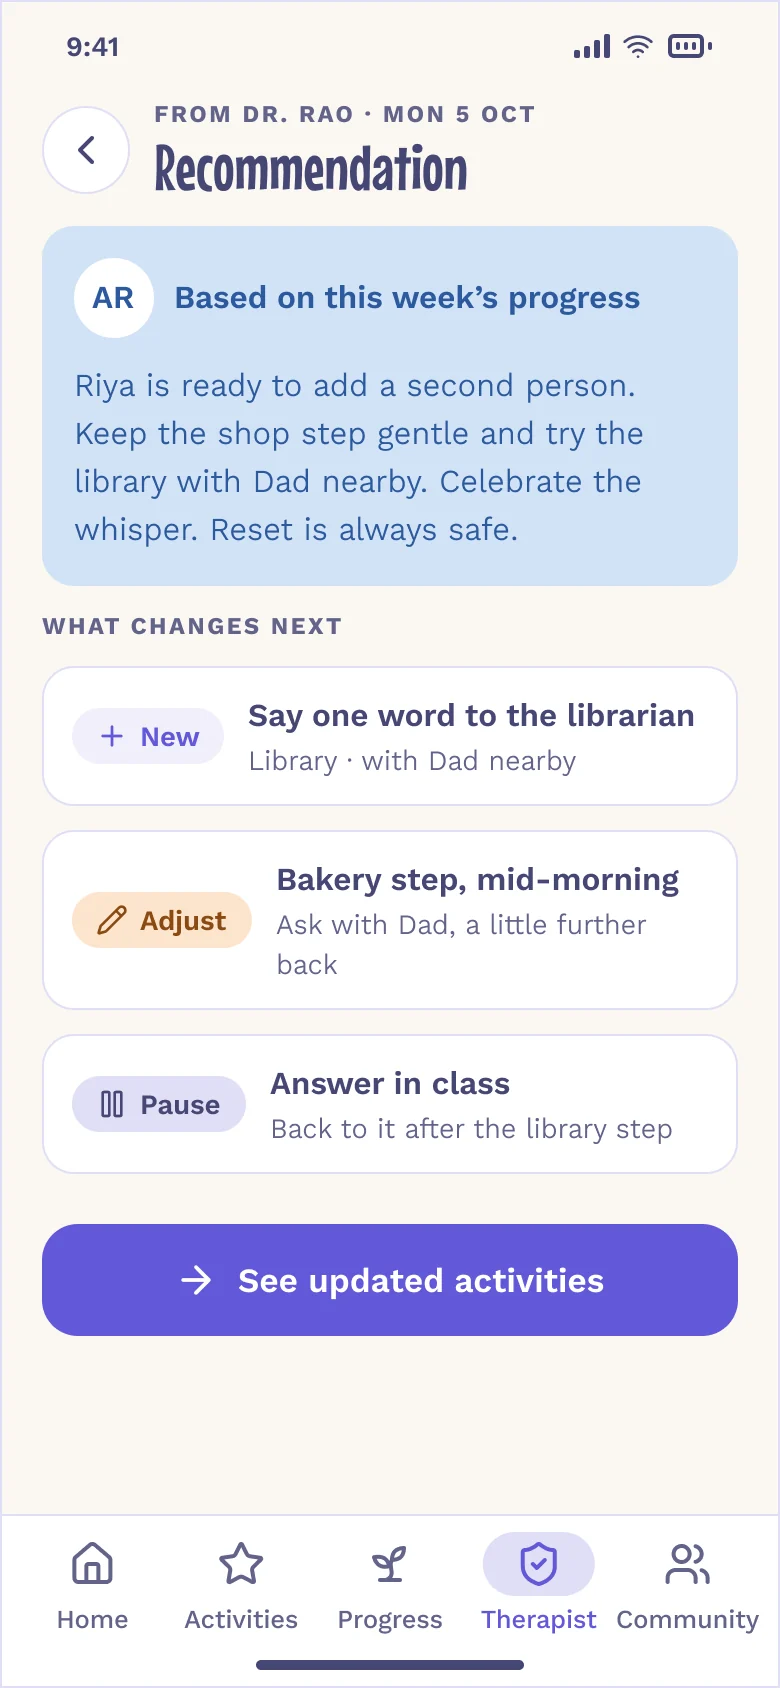 9:41
FROM DR. RAO · MON 5 OCT
Recommendation
AR
Based on this week’s progress
Riya is ready to add a second person.
Keep the shop step gentle and try the
library with Dad nearby. Celebrate the
whisper. Reset is always safe.
WHAT CHANGES NEXT
New
Say one word to the librarian
Library · with Dad nearby
Adjust
Bakery step, mid-morning
Ask with Dad, a little further
back
Pause
Answer in class
Back to it after the library step
See updated activities
Home
Activities
Progress
Therapist
Community